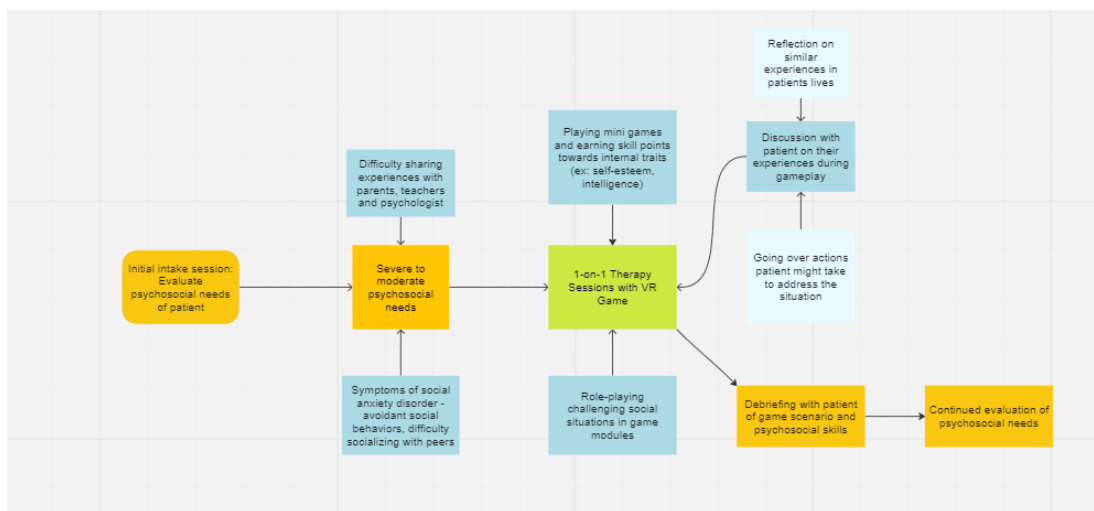 Initial intake session:
Evaluate
psychosocial needs
of patient
Difficulty sharing
experiences with
parents, teachers
and psychologist
Severe to
moderate
psychosocial
needs
Symptoms of social
anxiety disorder -
avoidant social
behaviors, difficulty
socializing with peers
Playing mini games
and earning skill points
towards internal traits
(ex: self-esteem,
intelligence)
1-on-1 Therapy
Sessions with VR
Game
Role-playing
challenging social
situations in game
modules
Reflection on
similar
experiences in
patients lives
Discussion with
patient on their
experiences during
gameplay
Going over actions
patient might take
to address the
situation
Debriefing with patient
of game scenario and
psychosocial skills
Continued evaluation of
psychosocial needs